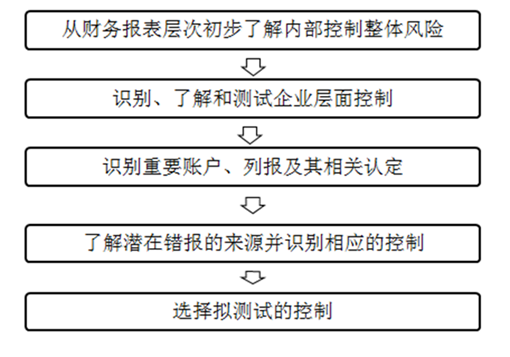 从财务报表层次初步了解内部控制整体风险
识别、了解和测试企业层面控制
识别重要账户、列报及其相关认定
了解潜在错报的来源并识别相应的控制
选择拟测试的控制